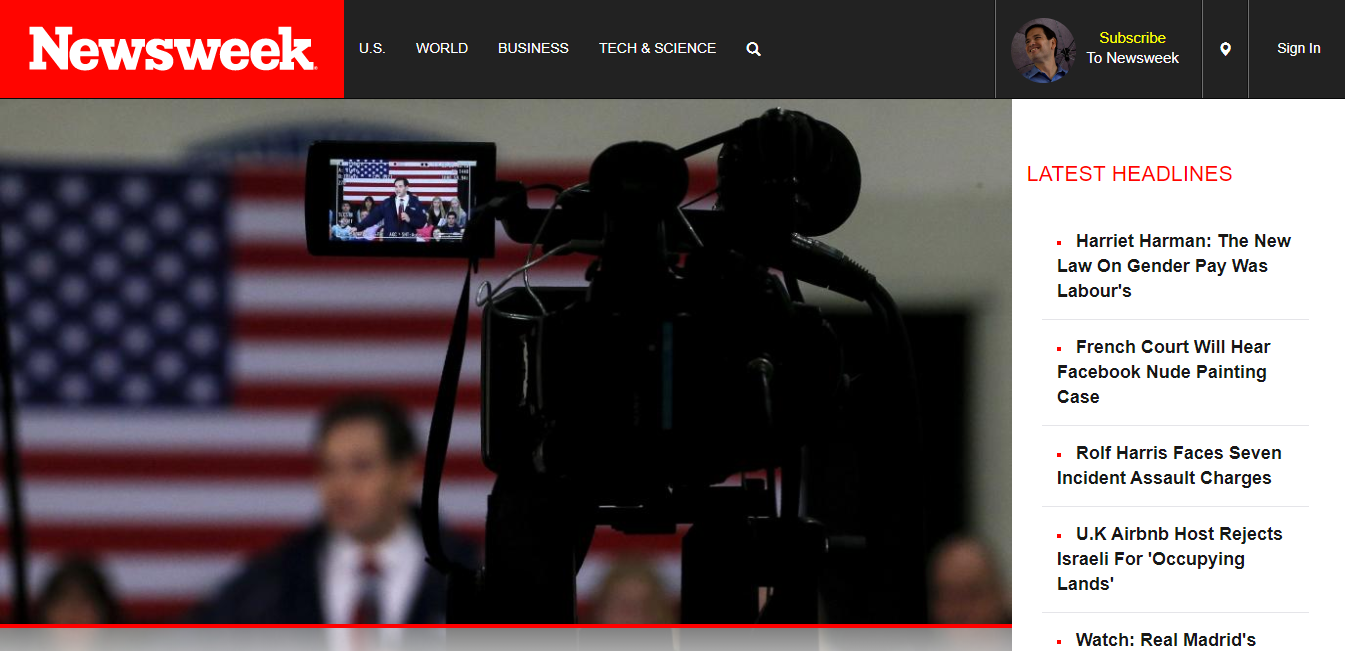 Newsweek
U.S.
WORLD
BUSINESS
TECH & SCIENCE
Subscribe
To Newsweek
Sign In
LATEST HEADLINES
Harriet Harman: The New
Law On Gender Pay Was
Labour's
French Court Will Hear
Facebook Nude Painting
Case
Rolf Harris Faces Seven
Incident Assault Charges
U.K Airbnb Host Rejects
Israeli For 'Occupying
Lands'
Watch: Real Madrid's